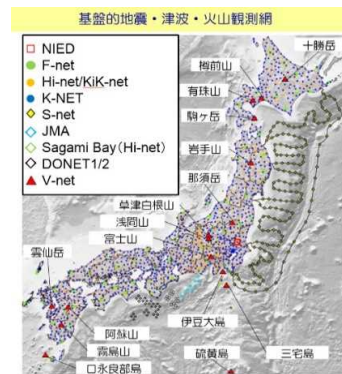 基盤的地震・津波・火山観測網
NIED
F-net
Hi-net/KiK-net
K-NET
S-net
JMA
Sagami Bay（Hi-net）
DONET1/2
V-net
十勝岳
樽前山
有珠山
駒ヶ岳
岩手山
那須岳
草津白根山
浅間山
富士山
雲仙岳
阿蘇山
霧島山
口永良部島
伊豆大島
硫黄島
三宅島